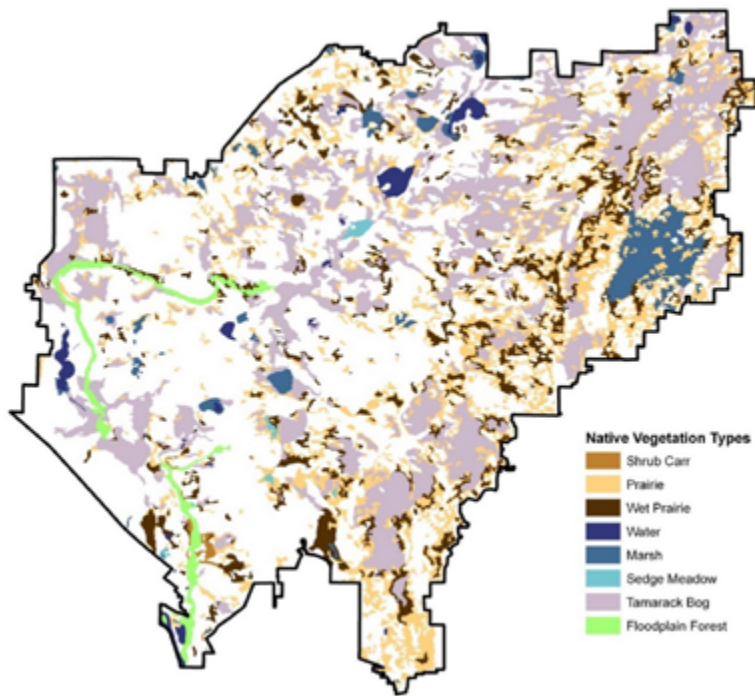 Native Vegetation Types
Shrub Carr
Prairie
Wet Prairie
Water
Marsh
Sedge Meadow
Tamarack Bog
Floodplain Forest